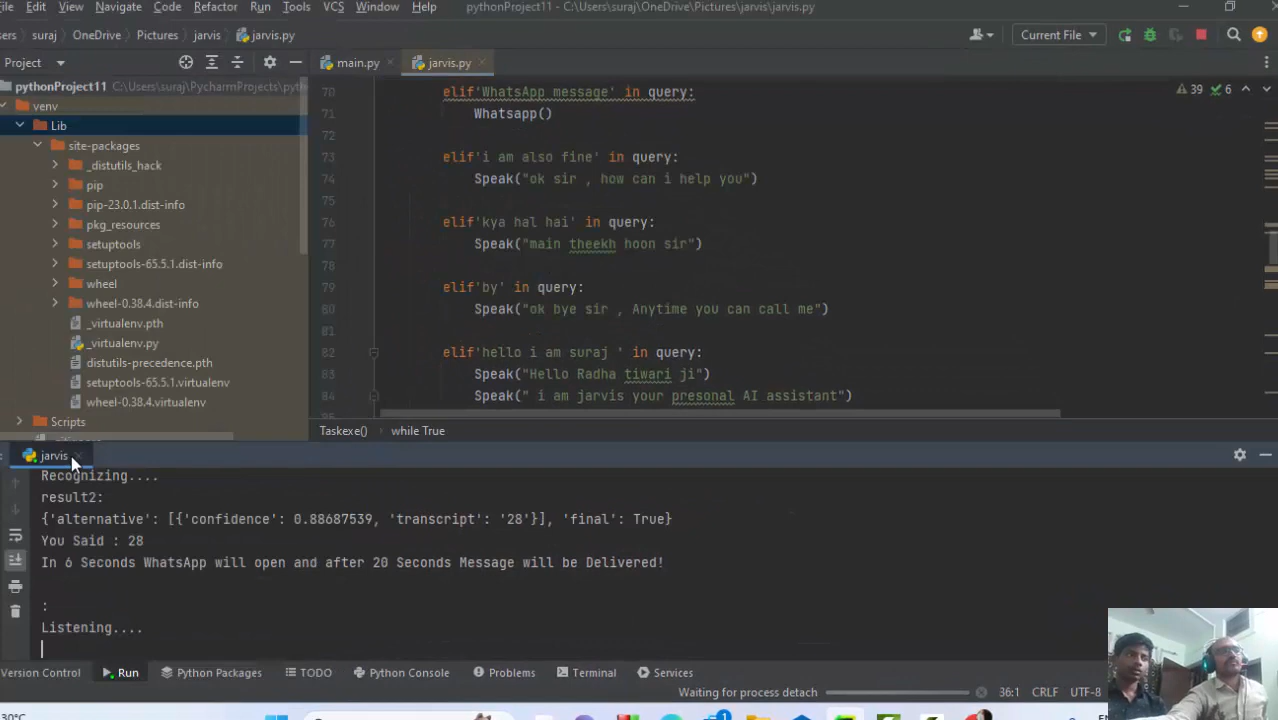 File Edit View Navigate Code Refactor Run Tools VCS Window Help pythonProject11 - C:\Users\suraj\OneDrive\Pictures\jarvis\jarvis.py
suraj OneDrive Pictures jarvis jarvis.py Current File
Project main.py jarvis.py
pythonProject11 C:\Users\suraj\PycharmProjects\pyth
venv
Lib
site-packages
_distutils_hack
pip
pip-23.0.1.dist-info
pkg_resources
setuptools
setuptools-65.5.1.dist-info
wheel
wheel-0.38.4.dist-info
_virtualenv.pth
_virtualenv.py
distutils-precedence.pth
setuptools-65.5.1.virtualenv
wheel-0.38.4.virtualenv
Scripts
39 6
70 elif'WhatsApp message' in query:
71 Whatsapp()
72
73 elif'i am also fine' in query:
74 Speak("ok sir , how can i help you")
75
76 elif'kya hal hai' in query:
77 Speak("main theekh hoon sir")
78
79 elif'by' in query:
80 Speak("ok bye sir , Anytime you can call me")
81
82 elif'hello i am suraj ' in query:
83 Speak("Hello Radha tiwari ji")
84 Speak(" i am jarvis your presonal AI assistant")
Taskexe() while True
jarvis
Recognizing....
result2:
{'alternative': [{'confidence': 0.88687539, 'transcript': '28'}], 'final': True}
You Said : 28
In 6 Seconds WhatsApp will open and after 20 Seconds Message will be Delivered!
:
Listening....
Version Control Run Python Packages TODO Python Console Problems Terminal Services
Waiting for process detach 36:1 CRLF UTF-8
30°C